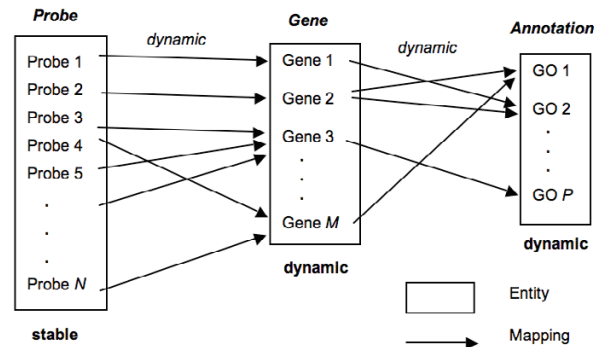 Probe
Gene
Annotation
dynamic
dynamic
Probe 1
Probe 2
Probe 3
Probe 4
Probe 5
.
.
.
Probe N
stable
Gene 1
Gene 2
Gene 3
.
.
.
Gene M
dynamic
GO 1
GO 2
.
.
.
GO P
dynamic
Entity
Mapping